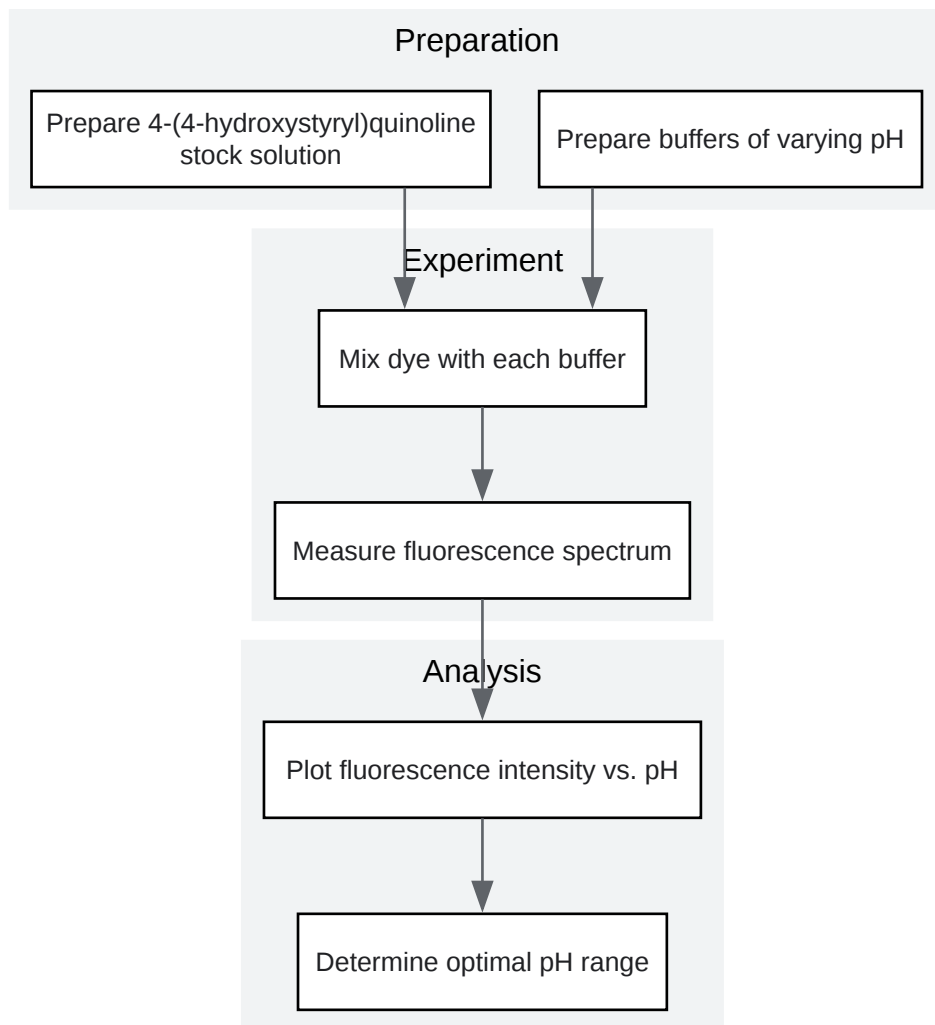 Preparation
Prepare 4-(4-hydroxystyryl)quinoline
stock solution
Prepare buffers of varying pH
Experiment
Mix dye with each buffer
Measure fluorescence spectrum
Analysis
Plot fluorescence intensity vs. pH
Determine optimal pH range